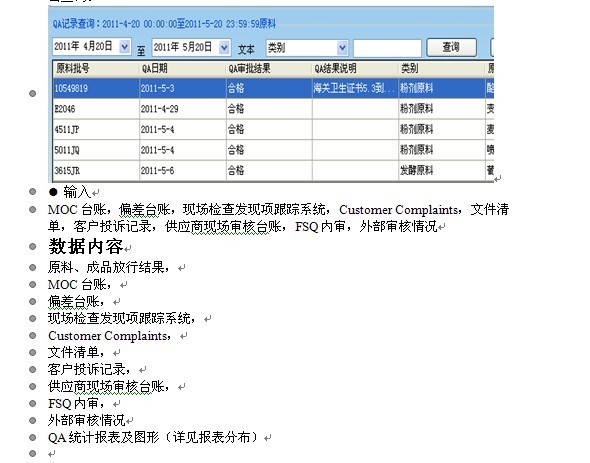 QA记录查询：2011-4-20 00:00:00至2011-5-20 23:59:59原料
2011年 4月20日 至 2011年 5月20日 文本 类别 查询
原料批号 QA日期 QA审批结果 QA结果说明 类别
10549819 2011-5-3 合格 海关卫生证书5.3到... 粉剂原料
E2046 2011-4-29 合格 粉剂原料
4511JP 2011-5-4 合格 粉剂原料
5011JQ 2011-5-4 合格 粉剂原料
3615JR 2011-5-6 合格 发酵原料
● 输入
MOC 台账，偏差台账，现场检查发现项跟踪系统，Customer Complaints，文件清
单，客户投诉记录，供应商现场审核台账，FSQ 内审，外部审核情况
数据内容
原料、成品放行结果，
MOC 台账，
偏差台账，
现场检查发现项跟踪系统，
Customer Complaints，
文件清单，
客户投诉记录，
供应商现场审核台账，
FSQ 内审，
外部审核情况
QA 统计报表及图形（详见报表分布）